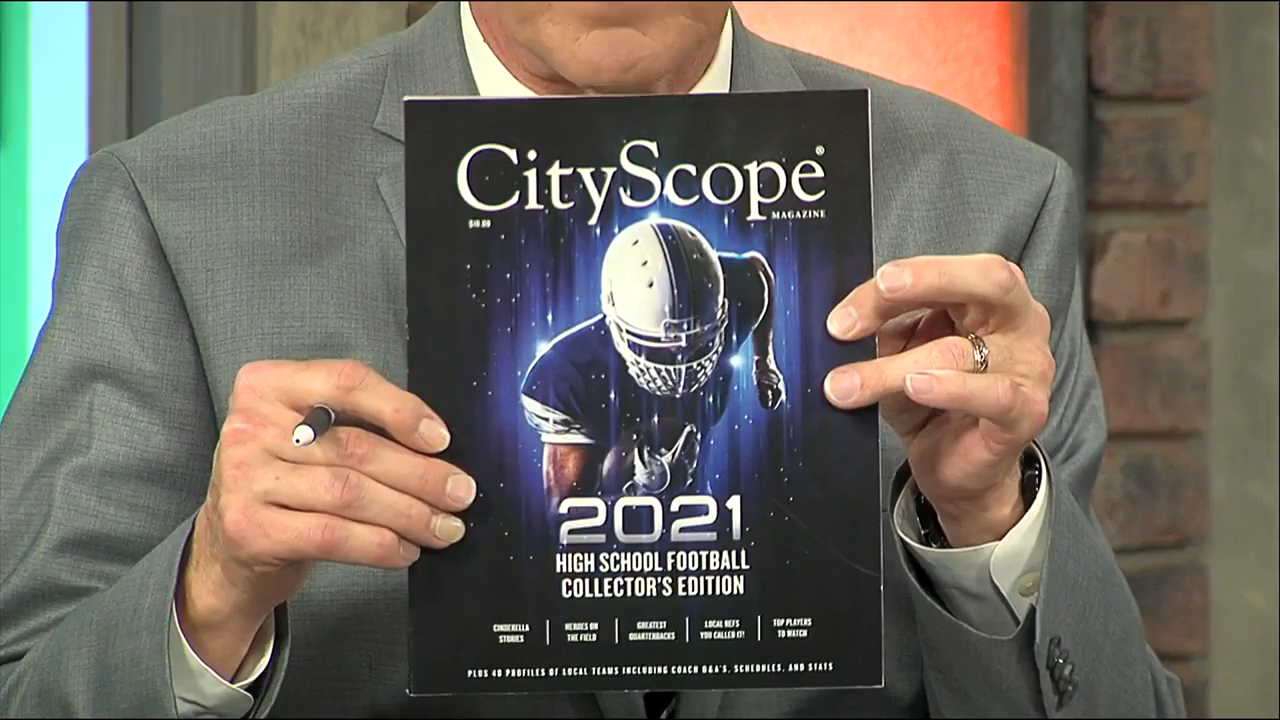 CityScope®
MAGAZINE
2021
HIGH SCHOOL FOOTBALL
COLLECTOR'S EDITION
CINDERELLA STORIES
HEROES ON THE FIELD
GREATEST QUARTERBACKS
LOCAL REFS YOU CALLED IT!
TOP PLAYERS TO WATCH
PLUS 40 PROFILES OF LOCAL TEAMS INCLUDING COACH Q&A'S, SCHEDULES, AND STATS